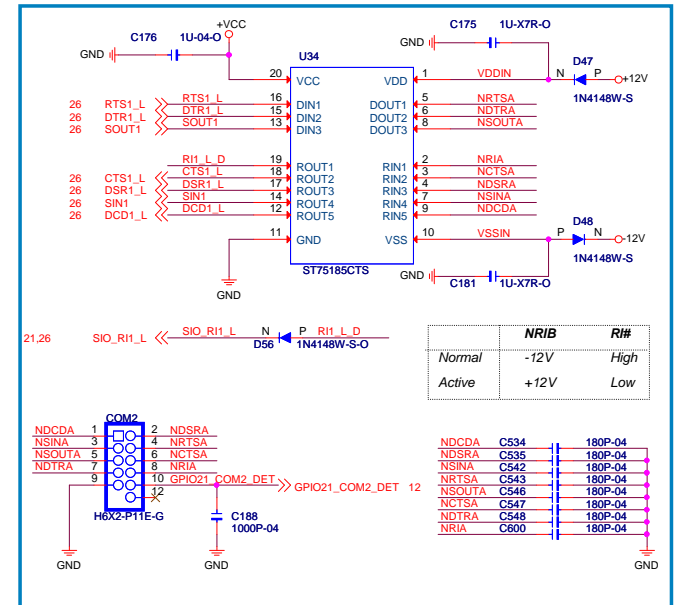 C176 1U-04-O +VCC
GND
C175 1U-X7R-O
GND
U34
D47
20 VCC VDD 1 VDDIN N P +12V
1N4148W-S
26 RTS1_L RTS1_L 16 DIN1 DOUT1 5 NRTSA
26 DTR1_L DTR1_L 15 DIN2 DOUT2 6 NDTRA
26 SOUT1 SOUT1 13 DIN3 DOUT3 8 NSOUTA
RI1_L_D 19 ROUT1 RIN1 2 NRIA
26 CTS1_L CTS1_L 18 ROUT2 RIN2 3 NCTSA
26 DSR1_L DSR1_L 17 ROUT3 RIN3 4 NDSRA
26 SIN1 SIN1 14 ROUT4 RIN4 7 NSINA
26 DCD1_L DCD1_L 12 ROUT5 RIN5 9 NDCDA
D48
11 GND VSS 10 VSSIN P N -12V
1N4148W-S
ST75185CTS
GND
GND
C181 1U-X7R-O
21,26 SIO_RI1_L SIO_RI1_L N P RI1_L_D
D56 1N4148W-S-O
NRIB RI#
Normal -12V High
Active +12V Low
COM2
NDCDA 1 2 NDSRA
NSINA 3 4 NRTSA
NSOUTA 5 6 NCTSA
NDTRA 7 8 NRIA
9 10 GPIO21_COM2_DET GPIO21_COM2_DET 12
12
H6X2-P11E-G
C188
1000P-04
GND
GND
NDCDA C534 180P-04
NDSRA C535 180P-04
NSINA C542 180P-04
NRTSA C543 180P-04
NSOUTA C546 180P-04
NCTSA C547 180P-04
NDTRA C548 180P-04
NRIA C600 180P-04
GND